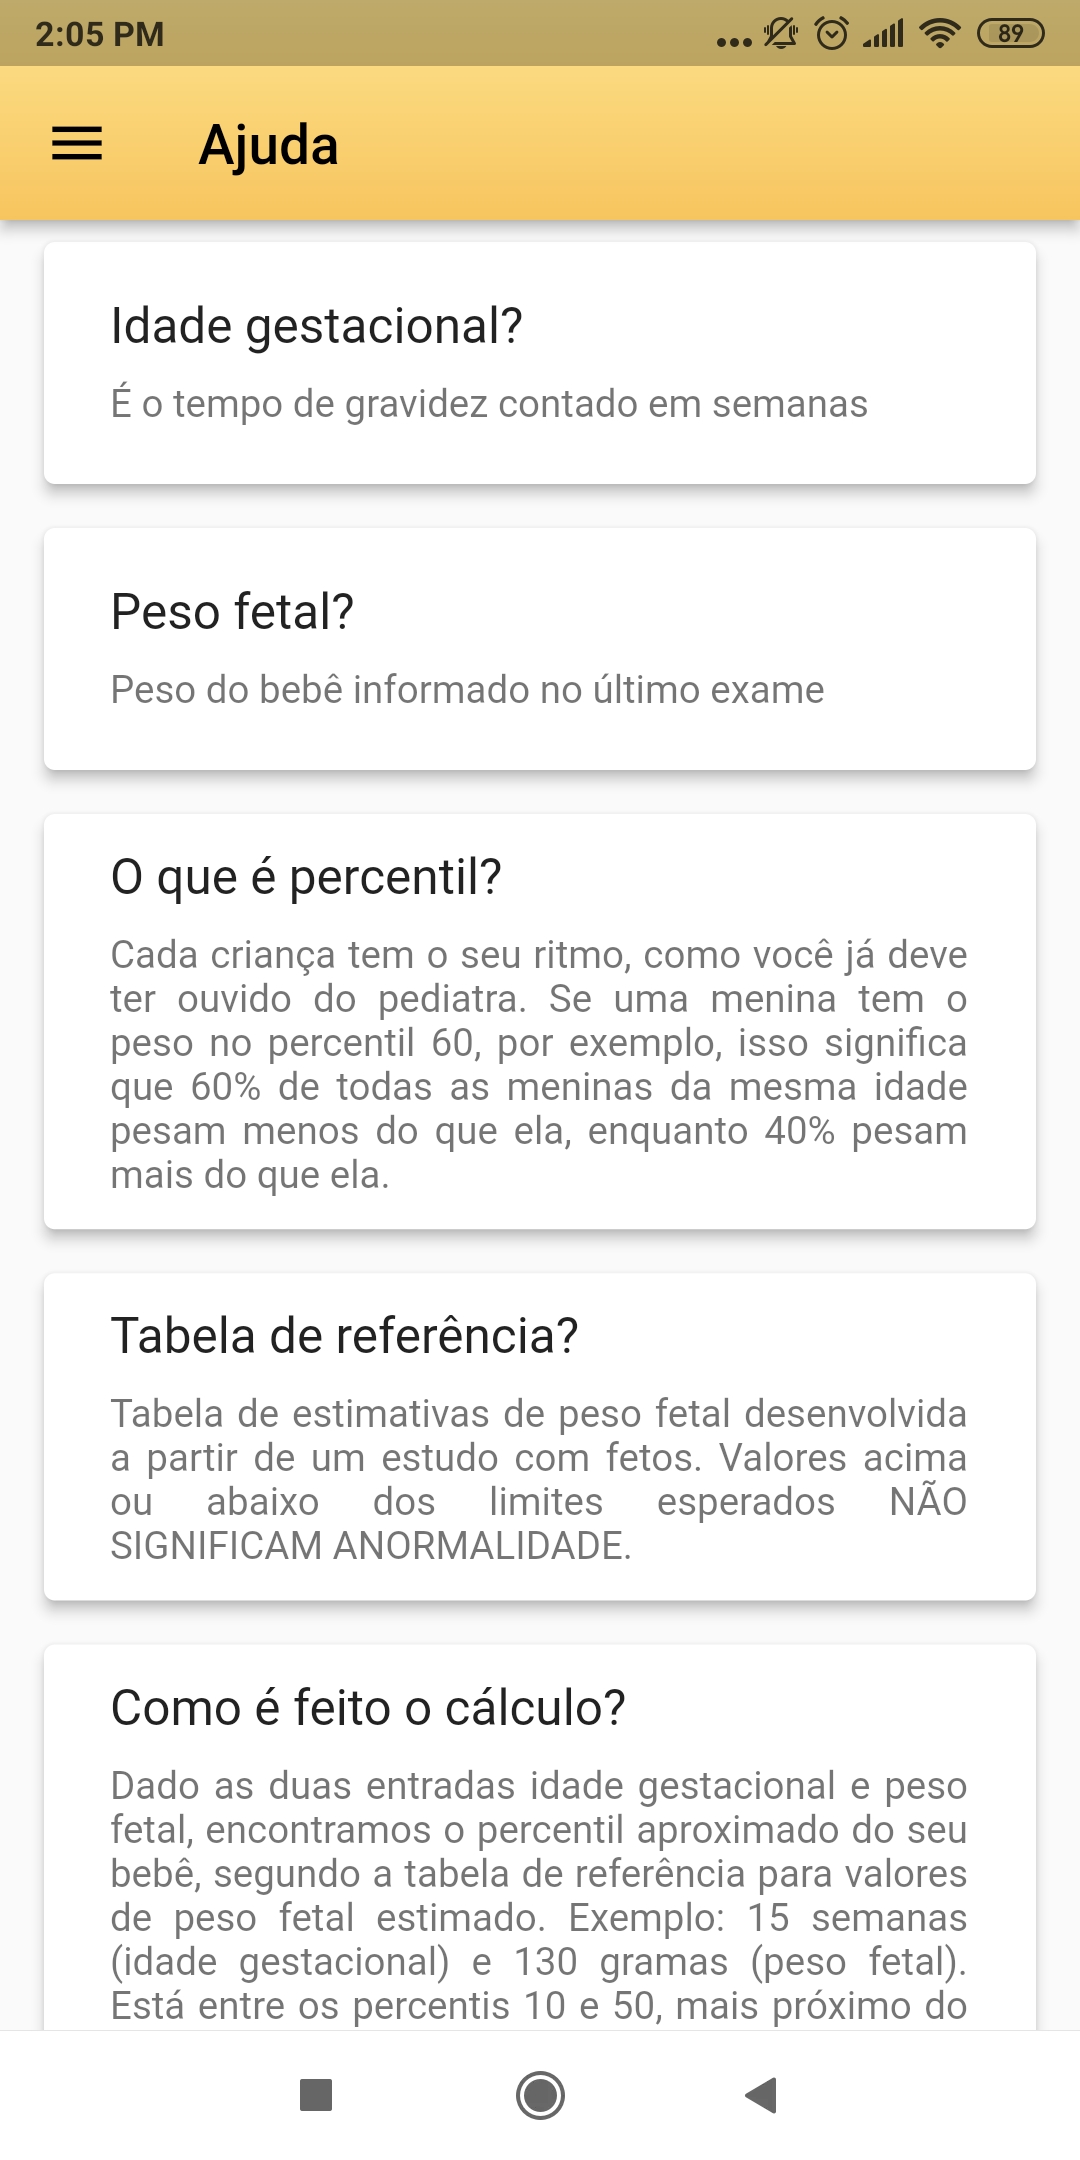 2:05 PM
89
Ajuda
Idade gestacional?
É o tempo de gravidez contado em semanas
Peso fetal?
Peso do bebê informado no último exame
O que é percentil?
Cada criança tem o seu ritmo, como você já deve
ter ouvido do pediatra. Se uma menina tem o
peso no percentil 60, por exemplo, isso significa
que 60% de todas as meninas da mesma idade
pesam menos do que ela, enquanto 40% pesam
mais do que ela.
Tabela de referência?
Tabela de estimativas de peso fetal desenvolvida
a partir de um estudo com fetos. Valores acima
ou abaixo dos limites esperados NÃO
SIGNIFICAM ANORMALIDADE.
Como é feito o cálculo?
Dado as duas entradas idade gestacional e peso
fetal, encontramos o percentil aproximado do seu
bebê, segundo a tabela de referência para valores
de peso fetal estimado. Exemplo: 15 semanas
(idade gestacional) e 130 gramas (peso fetal).
Está entre os percentis 10 e 50, mais próximo do